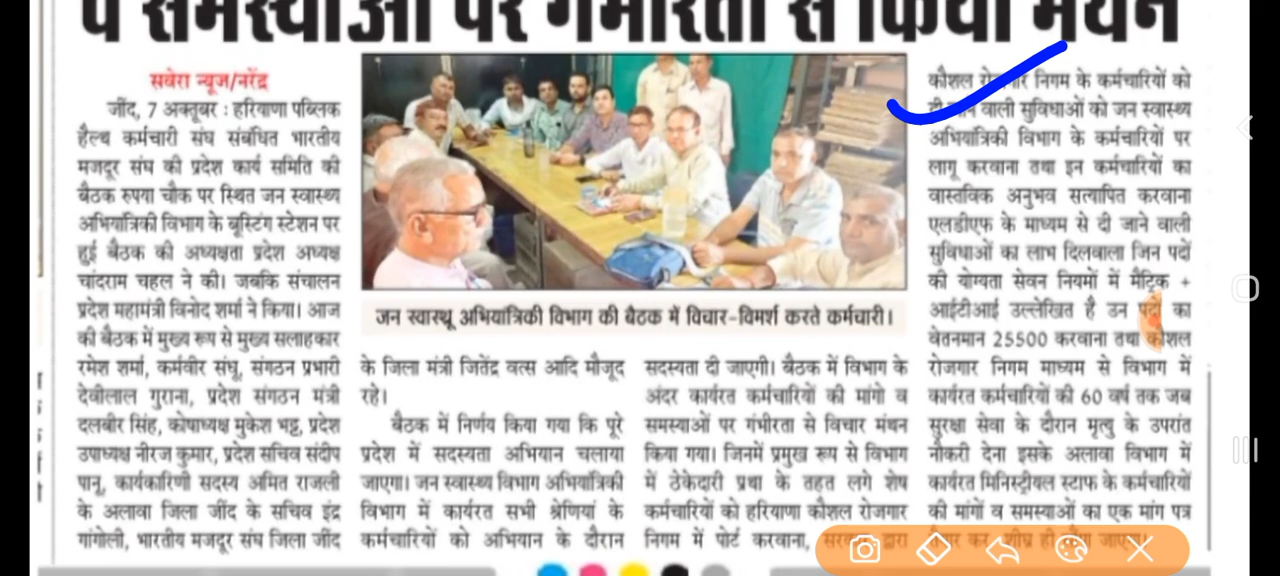 प समस्याओं पर गंभीरता से किया मंथन
सवेरा न्यूज/नरेंद्र
जींद, 7 अक्तूबर : हरियाणा पब्लिक
हैल्थ कर्मचारी संघ संबंधित भारतीय
मजदूर संघ की प्रदेश कार्य समिति की
बैठक रुपया चौक पर स्थित जन स्वास्थ्य
अभियांत्रिकी विभाग के बूस्टिंग स्टेशन पर
हुई बैठक की अध्यक्षता प्रदेश अध्यक्ष
चांदराम चहल ने की। जबकि संचालन
प्रदेश महामंत्री विनोद शर्मा ने किया। आज
की बैठक में मुख्य रूप से मुख्य सलाहकार
रमेश शर्मा, कर्मवीर संधू, संगठन प्रभारी
देवीलाल गुराना, प्रदेश संगठन मंत्री
दलबीर सिंह, कोषाध्यक्ष मुकेश भट्ट, प्रदेश
उपाध्यक्ष नीरज कुमार, प्रदेश सचिव संदीप
पानू, कार्यकारिणी सदस्य अमित राजली
के अलावा जिला जींद के सचिव इंद्र
गांगोली, भारतीय मजदूर संघ जिला जींद
जन स्वास्थ्र अभियांत्रिकी विभाग की बैठक में विचार-विमर्श करते कर्मचारी।
के जिला मंत्री जितेंद्र वत्स आदि मौजूद
रहे।
बैठक में निर्णय किया गया कि पूरे
प्रदेश में सदस्यता अभियान चलाया
जाएगा। जन स्वास्थ्य विभाग अभियांत्रिकी
विभाग में कार्यरत सभी श्रेणियां के
कर्मचारियों को अभियान के दौरान
सदस्यता दी जाएगी। बैठक में विभाग के
अंदर कार्यरत कर्मचारियों की मांगो व
समस्याओं पर गंभीरता से विचार मंथन
किया गया। जिनमें प्रमुख रूप से विभाग
में ठेकेदारी प्रथा के तहत लगे शेष
कर्मचारियों को हरियाणा कौशल रोजगार
निगम में पोर्ट करवाना, सरकार द्वारा
कौशल रोजगार निगम के कर्मचारियों को
दी जाने वाली सुविधाओं को जन स्वास्थ्य
अभियांत्रिकी विभाग के कर्मचारियों पर
लागू करवाना तथा इन कर्मचारियों का
वास्तविक अनुभव सत्यापित करवाना
एलडीएफ के माध्यम से दी जाने वाली
सुविधाओं का लाभ दिलवाला जिन पदों
की योग्यता सेवन नियमों में मैट्रिक +
आईटीआई उल्लेखित है उन पदों का
वेतनमान 25500 करवाना तथा कौशल
रोजगार निगम माध्यम से विभाग में
कार्यरत कर्मचारियों की 60 वर्ष तक जब
सुरक्षा सेवा के दौरान मृत्यु के उपरांत
नौकरी देना इसके अलावा विभाग में
कार्यरत मिनिस्ट्रीयल स्टाफ के कर्मचारियों
की मांगों व समस्याओं का एक मांग पत्र